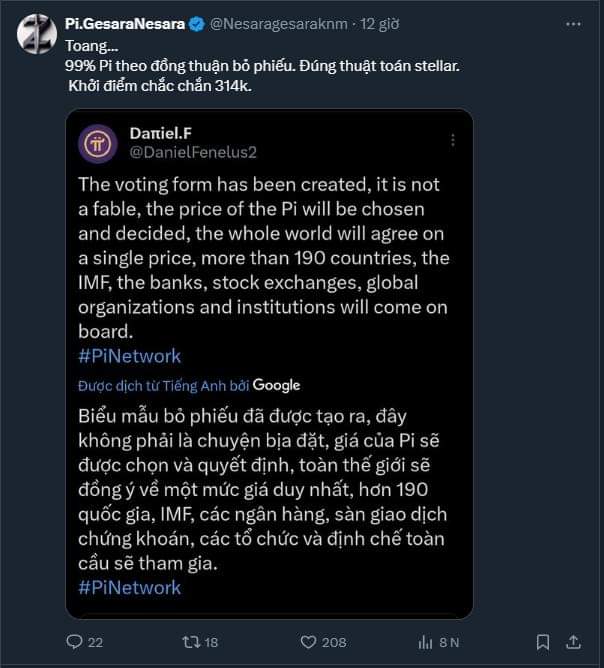 Pi.GesaraNesara @Nesaragesaraknm · 12 giờ
Toang...
99% Pi theo đồng thuận bỏ phiếu. Đúng thuật toán stellar.
Khởi điểm chắc chắn 314k.
Daπiel.F
@DanielFenelus2
The voting form has been created, it is not
a fable, the price of the Pi will be chosen
and decided, the whole world will agree on
a single price, more than 190 countries, the
IMF, the banks, stock exchanges, global
organizations and institutions will come on
board.
#PiNetwork
Được dịch từ Tiếng Anh bởi Google
Biểu mẫu bỏ phiếu đã được tạo ra, đây
không phải là chuyện bịa đặt, giá của Pi sẽ
được chọn và quyết định, toàn thế giới sẽ
đồng ý về một mức giá duy nhất, hơn 190
quốc gia, IMF, các ngân hàng, sàn giao dịch
chứng khoán, các tổ chức và định chế toàn
cầu sẽ tham gia.
#PiNetwork
22 18 208 8 N